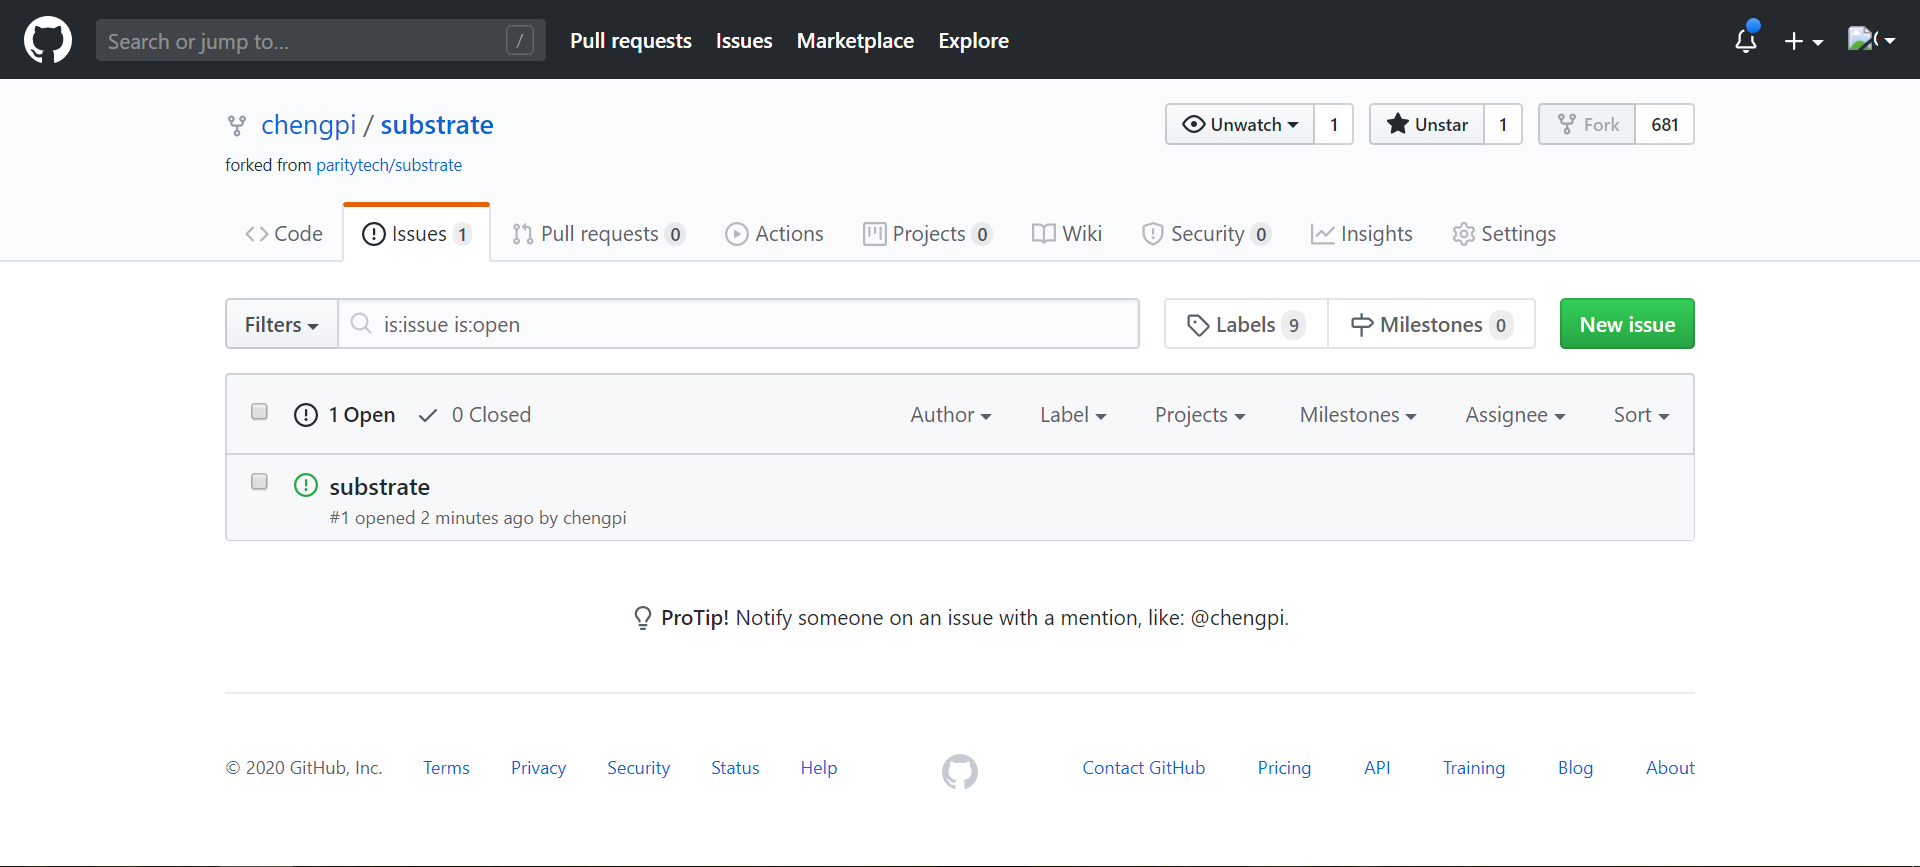 Search or jump to... / Pull requests Issues Marketplace Explore
chengpi / substrate Unwatch 1 Unstar 1 Fork 681
forked from paritytech/substrate
Code Issues 1 Pull requests 0 Actions Projects 0 Wiki Security 0 Insights Settings
Filters is:issue is:open Labels 9 Milestones 0 New issue
1 Open 0 Closed Author Label Projects Milestones Assignee Sort
substrate
#1 opened 2 minutes ago by chengpi
ProTip! Notify someone on an issue with a mention, like: @chengpi.
© 2020 GitHub, Inc. Terms Privacy Security Status Help Contact GitHub Pricing API Training Blog About